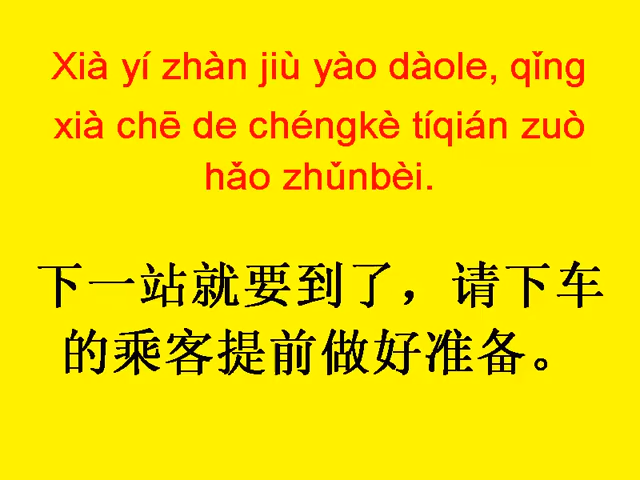 Xià yí zhàn jiù yào dàole, qǐng
xià chē de chéngkè tíqián zuò
hǎo zhǔnbèi.
下一站就要到了，请下车
的乘客提前做好准备。